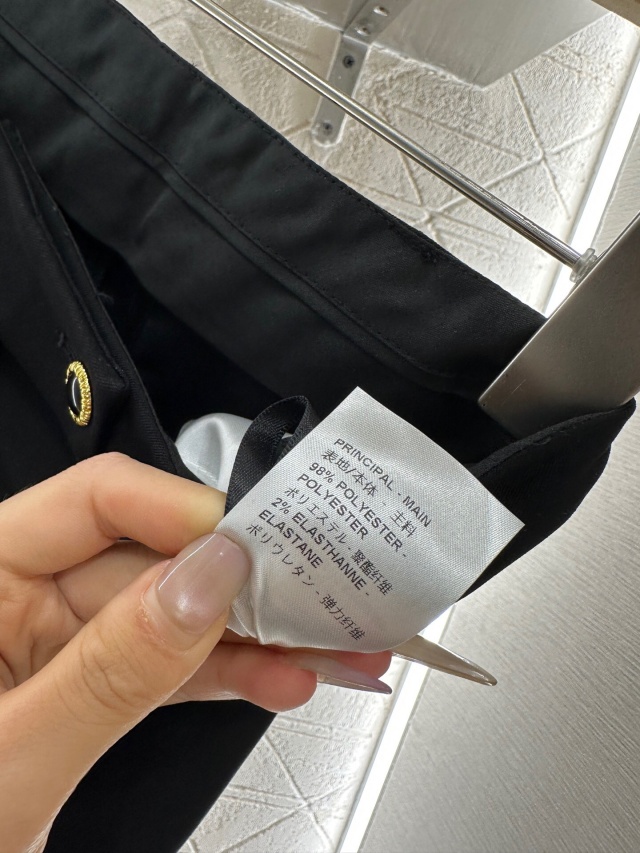 PRINCIPAL - MAIN
表地/本体 - 主料
98% POLYESTER -
POLYESTER
ポリエステル - 聚酯纤维
2% ELASTHANNE -
ELASTANE
ポリウレタン - 弹力纤维